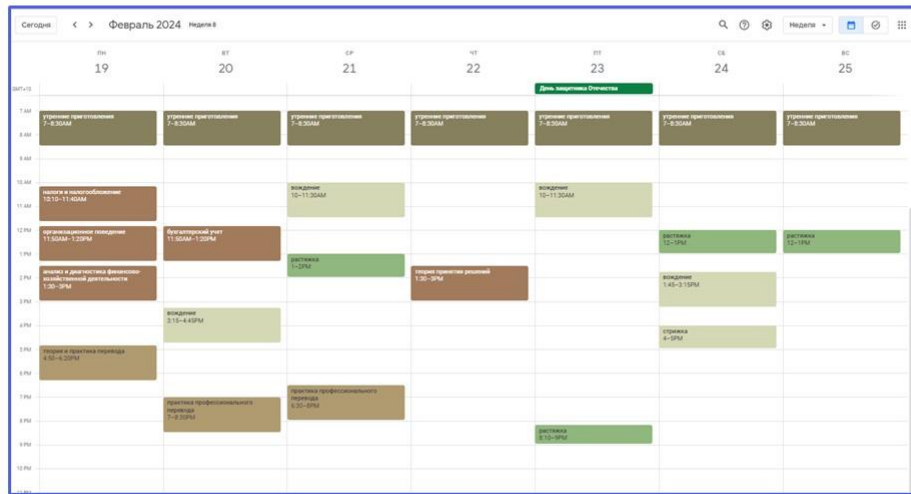 Сегодня
Февраль 2024
Неделя 8
Неделя
ПН
ВТ
СР
ЧТ
ПТ
СБ
ВС
19
20
21
22
23
24
25
День защитника Отечества
7 AM
утренние приготовления
7–8:30AM
утренние приготовления
7–8:30AM
утренние приготовления
7–8:30AM
утренние приготовления
7–8:30AM
утренние приготовления
7–8:30AM
утренние приготовления
7–8:30AM
утренние приготовления
7–8:30AM
8 AM
9 AM
10 AM
налоги и налогообложение
10:10–11:40AM
вождение
10–11:30AM
вождение
10–11:30AM
11 AM
12 PM
организационное поведение
11:50AM–1:20PM
бухгалтерский учет
11:50AM–1:20PM
растяжка
12–1PM
растяжка
12–1PM
1 PM
растяжка
1–2PM
анализ и диагностика финансово-
хозяйственной деятельности
1:30–3PM
теория принятия решений
1:30–3PM
вождение
1:45–3:15PM
2 PM
3 PM
вождение
3:15–4:45PM
4 PM
стрижка
4–5PM
5 PM
теория и практика перевода
4:50–6:20PM
6 PM
практика профессионального
перевода
6:30–8PM
7 PM
практика профессионального
перевода
7–8:30PM
8 PM
растяжка
8:10–9PM
9 PM
10 PM